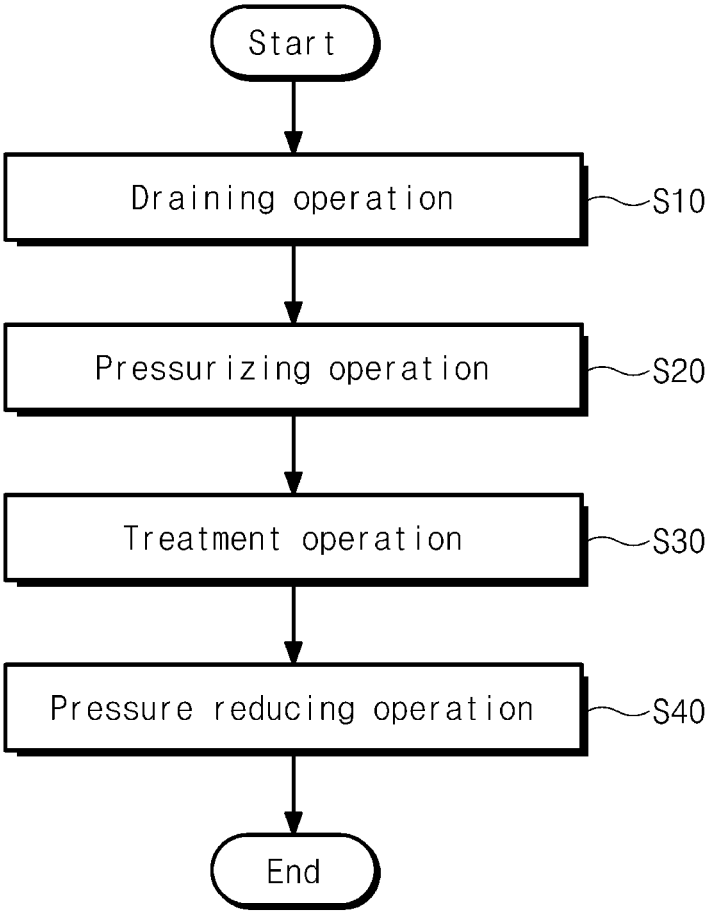 Start
Draining operation
S10
Pressurizing operation
S20
Treatment operation
S30
Pressure reducing operation
S40
End